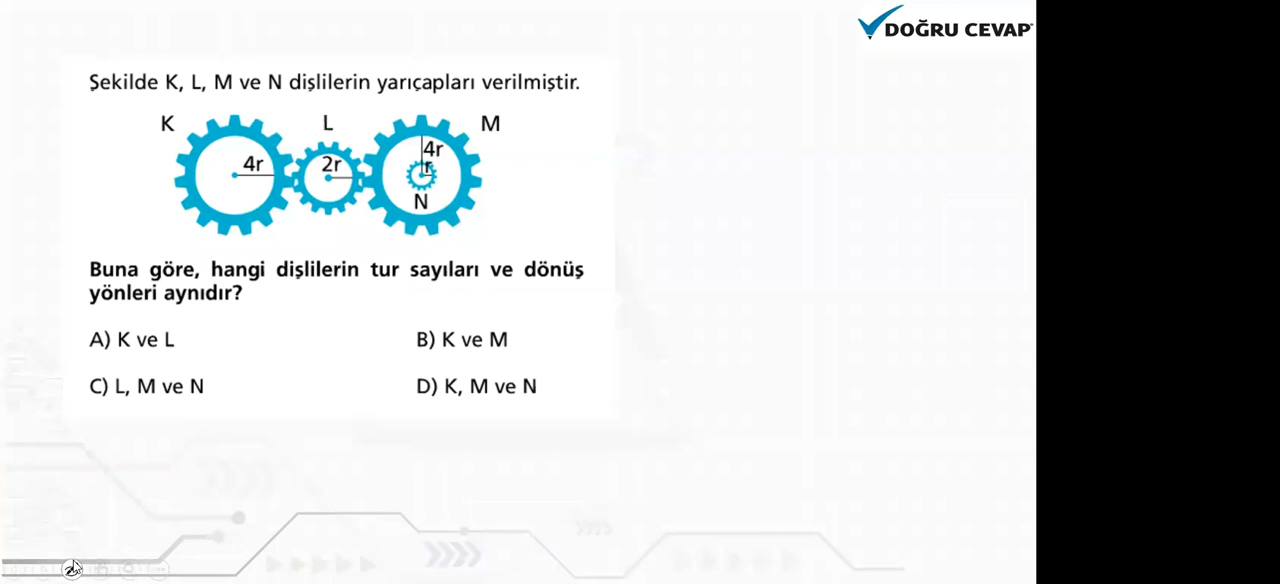 DOĞRU CEVAP
Şekilde K, L, M ve N dişlilerin yarıçapları verilmiştir.
K L M
4r 2r 4r
r
N
Buna göre, hangi dişlilerin tur sayıları ve dönüş
yönleri aynıdır?
A) K ve L B) K ve M
C) L, M ve N D) K, M ve N